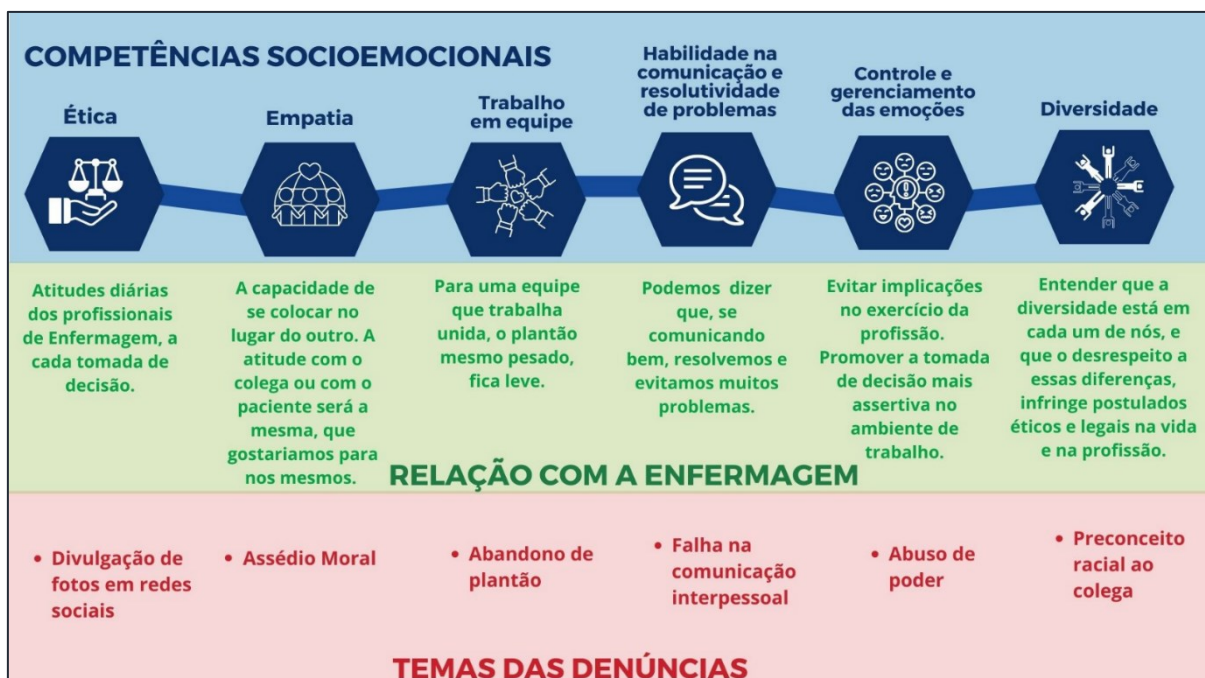 COMPETÊNCIAS SOCIOEMOCIONAIS
Ética
Empatia
Trabalho
em equipe
Habilidade na
comunicação e
resolutividade
de problemas
Controle e
gerenciamento
das emoções
Diversidade
Atitudes diárias
dos profissionais
de Enfermagem, a
cada tomada de
decisão.
A capacidade de
se colocar no
lugar do outro. A
atitude com o
colega ou com o
paciente será a
mesma, que
gostariamos para
nos mesmos.
Para uma equipe
que trabalha
unida, o plantão
mesmo pesado,
fica leve.
Podemos dizer
que, se
comunicando
bem, resolvemos e
evitamos muitos
problemas.
Evitar implicações
no exercício da
profissão.
Promover a tomada
de decisão mais
assertiva no
ambiente de
trabalho.
Entender que a
diversidade está em
cada um de nós, e
que o desrespeito a
essas diferenças,
infringe postulados
éticos e legais na vida
e na profissão.
RELAÇÃO COM A ENFERMAGEM
• Divulgação de
fotos em redes
sociais
• Assédio Moral
• Abandono de
plantão
• Falha na
comunicação
interpessoal
• Abuso de
poder
• Preconceito
racial ao
colega
TEMAS DAS DENÚNCIAS